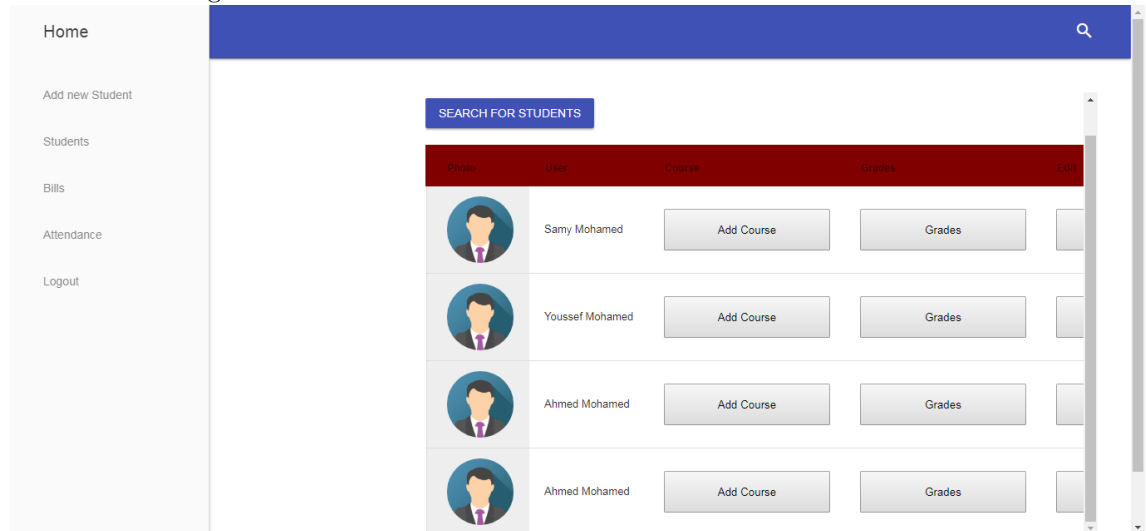 Home
Add new Student
Students
Bills
Attendance
Logout
SEARCH FOR STUDENTS
Photo User Course Grades Edit
Samy Mohamed Add Course Grades
Youssef Mohamed Add Course Grades
Ahmed Mohamed Add Course Grades
Ahmed Mohamed Add Course Grades